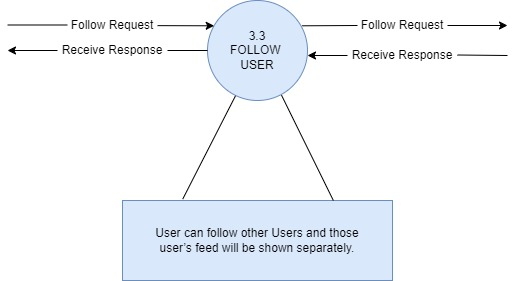 Follow Request
Receive Response
3.3
FOLLOW
USER
Follow Request
Receive Response
User can follow other Users and those
user's feed will be shown separately.